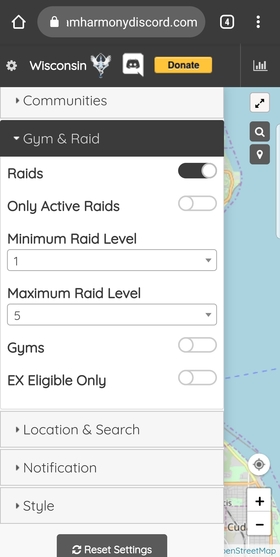 ımharmonydiscord.com
4
Wisconsin
Donate
Communities
Gym & Raid
Raids
Only Active Raids
Minimum Raid Level
1
Maximum Raid Level
5
Gyms
EX Eligible Only
Location & Search
Notification
Style
Reset Settings
+
−
Cuda
enStreetMap